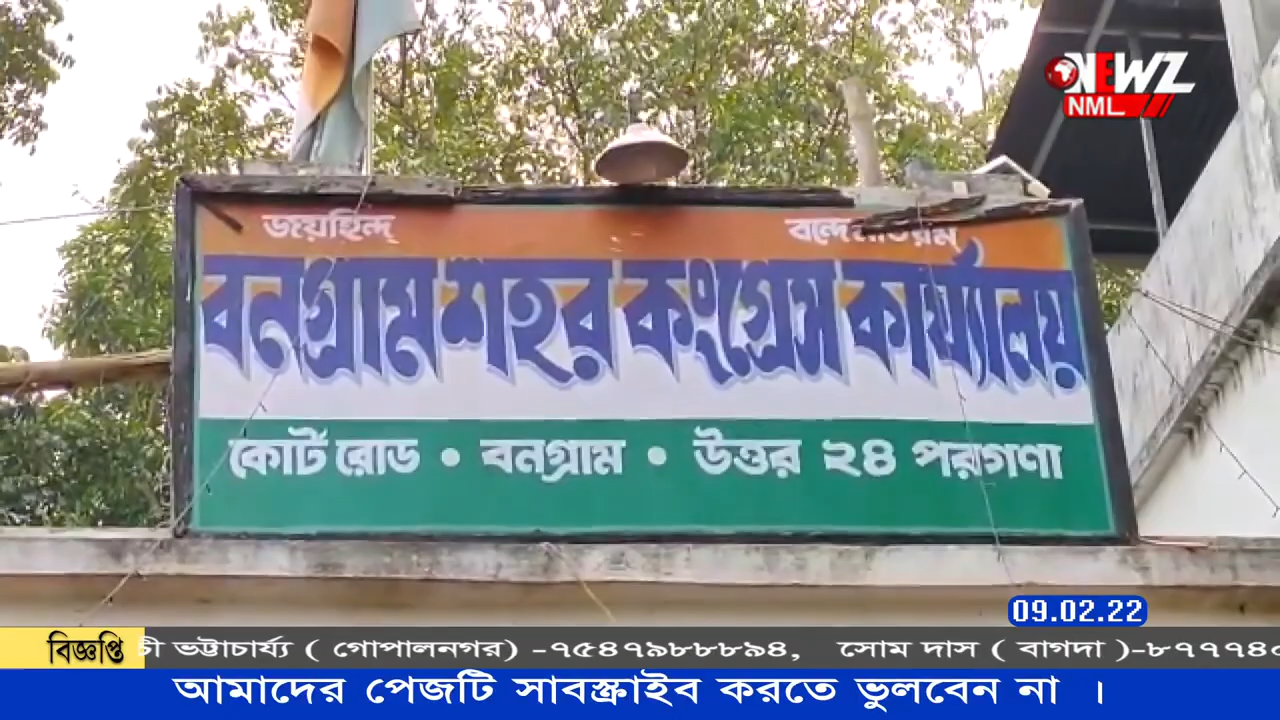 NEWZ
NML
জয়হিন্দ্ বন্দেমাতরম্
বনগ্রাম শহর কংগ্রেস কার্য্যালয়
কোর্ট রোড • বনগ্রাম • উত্তর ২৪ পরগণা
09.02.22
বিজ্ঞপ্তি চী ভট্টাচার্য্য ( গোপালনগর) -৭৫৪৭৯৮৮৮৯৪, সোম দাস ( বাগদা )-৮৭৭৭৪০
আমাদের পেজটি সাবস্ক্রাইব করতে ভুলবেন না ।